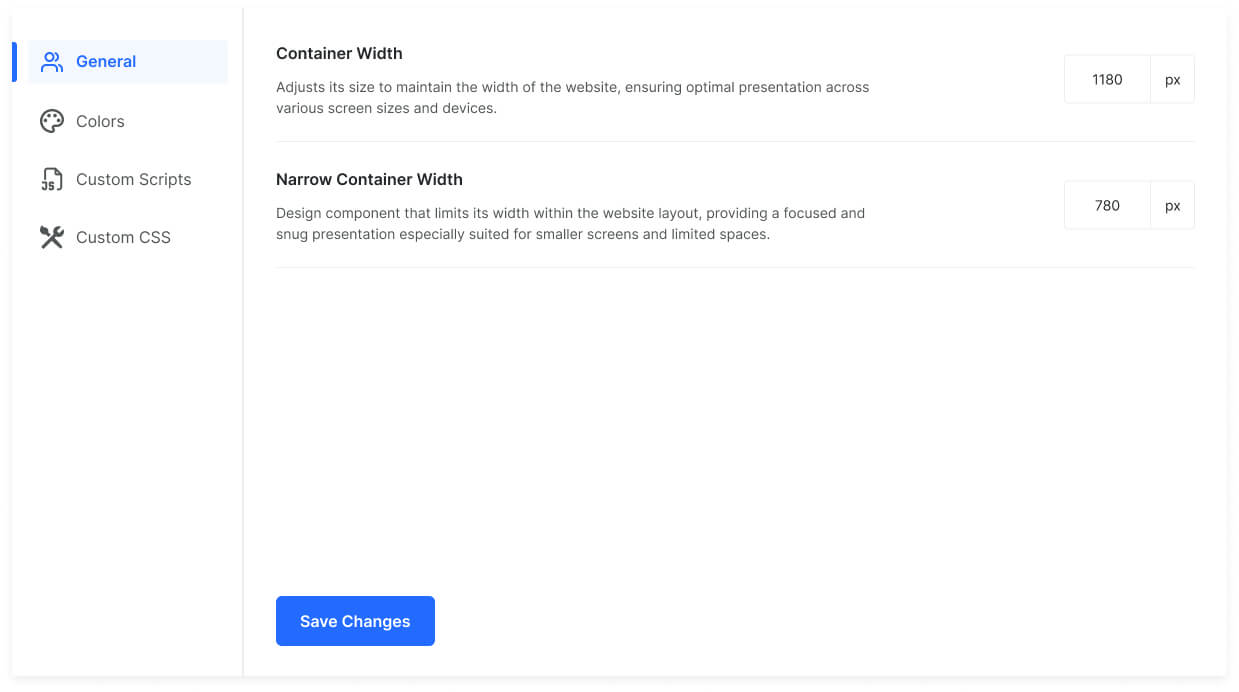 General
Colors
JS
Custom Scripts
Custom CSS
Container Width
Adjusts its size to maintain the width of the website, ensuring optimal presentation across
various screen sizes and devices.
1180 px
Narrow Container Width
Design component that limits its width within the website layout, providing a focused and
snug presentation especially suited for smaller screens and limited spaces.
780 px
Save Changes